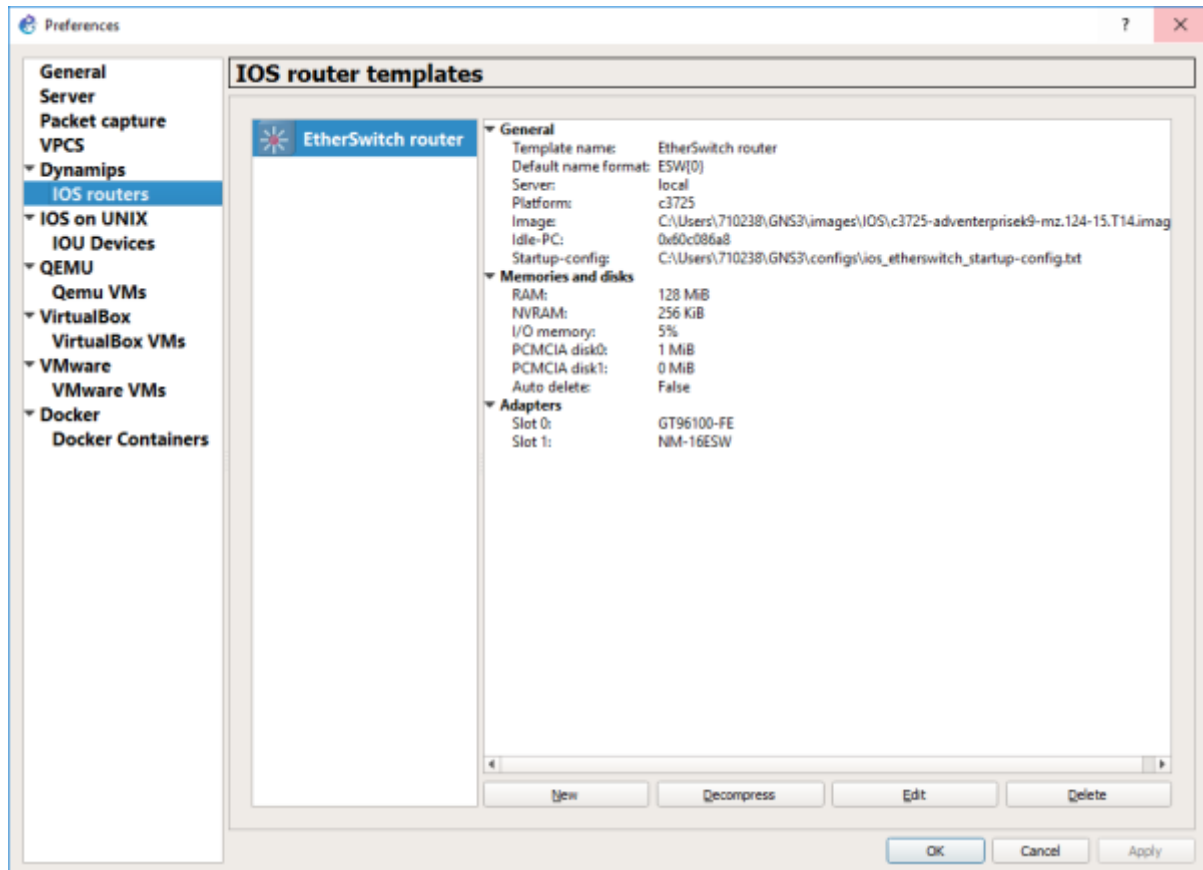 Preferences
?
General
Server
Packet capture
VPCS
Dynamips
IOS routers
IOS on UNIX
IOU Devices
QEMU
Qemu VMs
VirtualBox
VirtualBox VMs
VMware
VMware VMs
Docker
Docker Containers
IOS router templates
EtherSwitch router
General
Template name: EtherSwitch router
Default name format: ESW{0}
Server: local
Platform: c3725
Image: C:\Users\710238\GNS3\images\IOS\c3725-adventerprisek9-mz.124-15.T14.imag
Idle-PC: 0x60c086a8
Startup-config: C:\Users\710238\GNS3\configs\ios_etherswitch_startup-config.txt
Memories and disks
RAM: 128 MiB
NVRAM: 256 KiB
I/O memory: 5%
PCMCIA disk0: 1 MiB
PCMCIA disk1: 0 MiB
Auto delete: False
Adapters
Slot 0: GT96100-FE
Slot 1: NM-16ESW
New Decompress Edit Delete
OK Cancel Apply